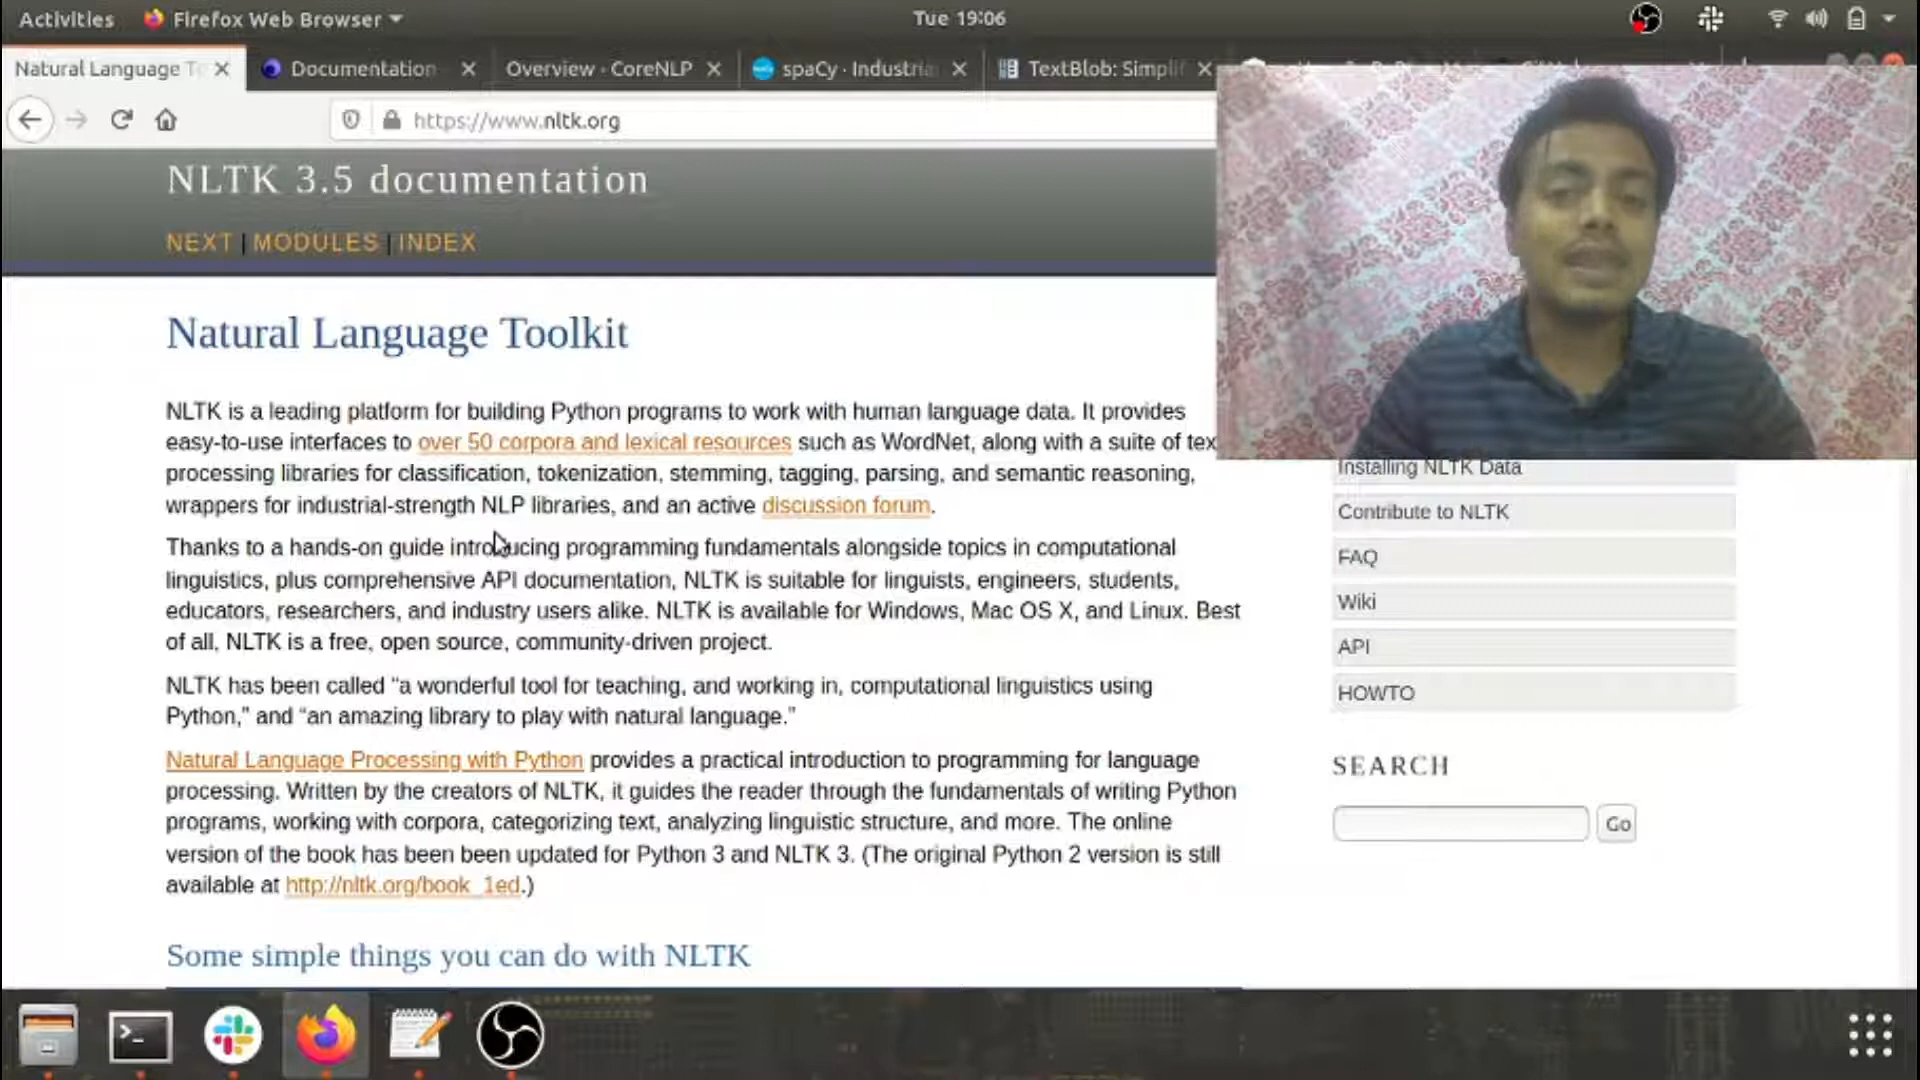 Activities
Firefox Web Browser
Tue 19:06
Natural Language T
Documentation
Overview · CoreNLP
spaCy · Industria
TextBlob: Simplif
https://www.nltk.org
NLTK 3.5 documentation
NEXT | MODULES | INDEX
Natural Language Toolkit
NLTK is a leading platform for building Python programs to work with human language data. It provides
easy-to-use interfaces to over 50 corpora and lexical resources such as WordNet, along with a suite of tex
processing libraries for classification, tokenization, stemming, tagging, parsing, and semantic reasoning,
wrappers for industrial-strength NLP libraries, and an active discussion forum.
Thanks to a hands-on guide introducing programming fundamentals alongside topics in computational
linguistics, plus comprehensive API documentation, NLTK is suitable for linguists, engineers, students,
educators, researchers, and industry users alike. NLTK is available for Windows, Mac OS X, and Linux. Best
of all, NLTK is a free, open source, community-driven project.
NLTK has been called “a wonderful tool for teaching, and working in, computational linguistics using
Python,” and “an amazing library to play with natural language.”
Natural Language Processing with Python provides a practical introduction to programming for language
processing. Written by the creators of NLTK, it guides the reader through the fundamentals of writing Python
programs, working with corpora, categorizing text, analyzing linguistic structure, and more. The online
version of the book has been been updated for Python 3 and NLTK 3. (The original Python 2 version is still
available at http://nltk.org/book_1ed.)
Some simple things you can do with NLTK
Installing NLTK Data
Contribute to NLTK
FAQ
Wiki
API
HOWTO
SEARCH
Go